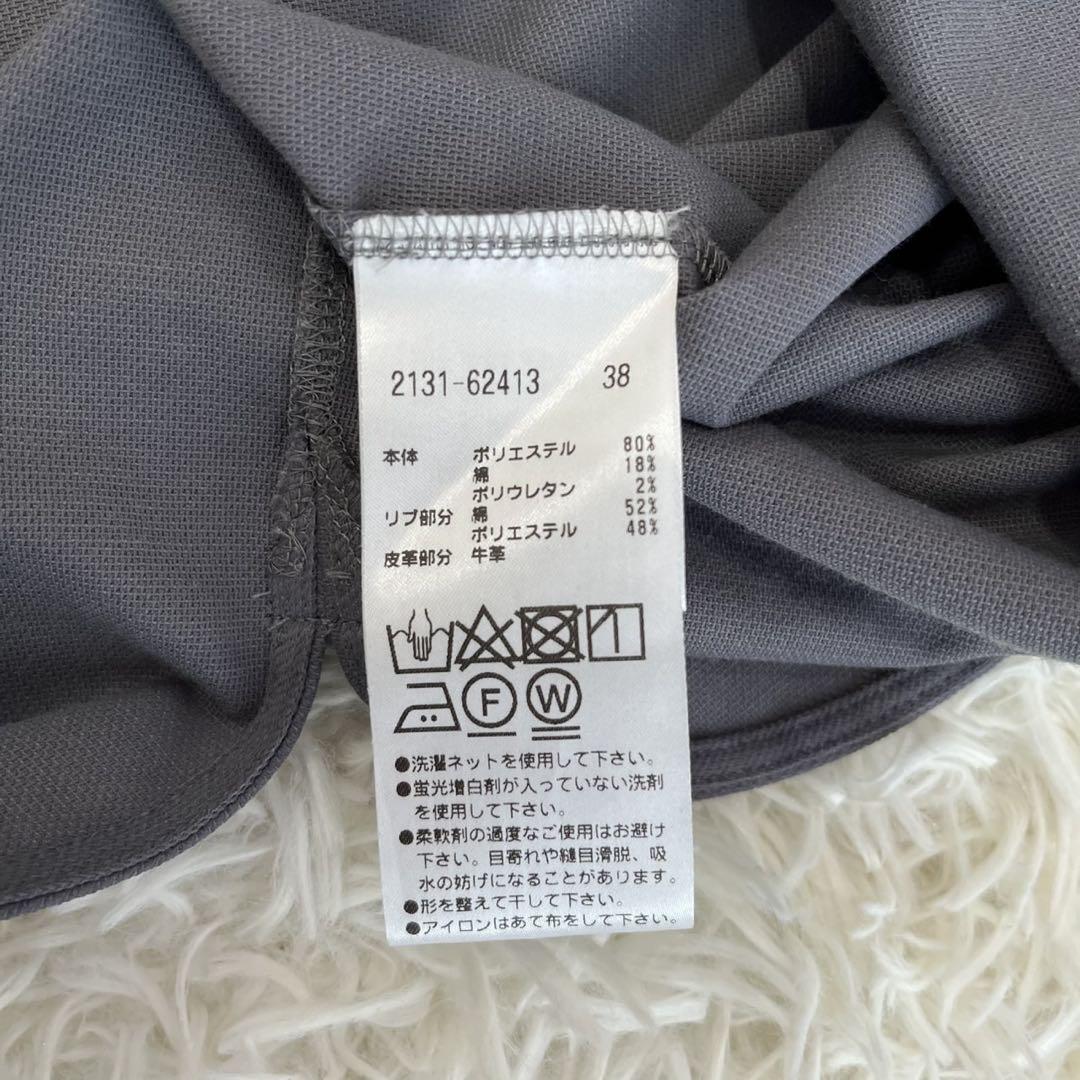 2131-62413 38
本体 ポリエステル 80%
綿 18%
ポリウレタン 2%
リブ部分 綿 52%
ポリエステル 48%
皮革部分 牛革
F W
●洗濯ネットを使用して下さい。
●蛍光増白剤が入っていない洗剤
を使用して下さい。
●柔軟剤の過度なご使用はお避け
下さい。目寄れや縫目滑脱、吸
水の妨げになることがあります。
●形を整えて干して下さい。
●アイロンはあて布をして下さい。